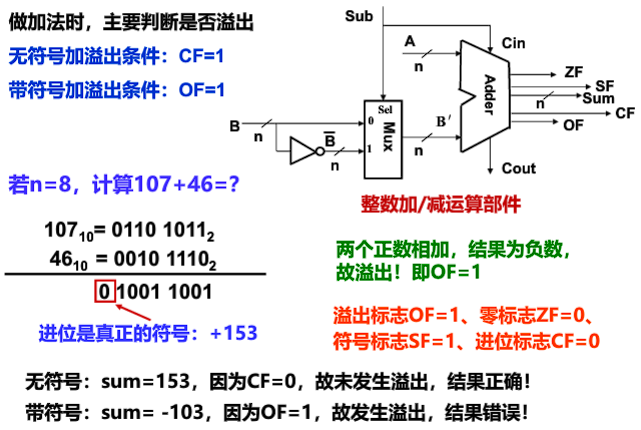 做加法时，主要判断是否溢出
无符号加溢出条件：CF=1
带符号加溢出条件：OF=1
Sub
A
n
Cin
Adder
ZF
SF
n
Sum
CF
OF
Cout
B
n
B
n
Sel
0
1
Mux
B′
n
整数加/减运算部件
若n=8，计算107+46=?
107₁₀= 0110 1011₂
46₁₀ = 0010 1110₂
0 1001 1001
进位是真正的符号：+153
两个正数相加，结果为负数，
故溢出！即OF=1
溢出标志OF=1、零标志ZF=0、
符号标志SF=1、进位标志CF=0
无符号：sum=153，因为CF=0，故未发生溢出，结果正确！
带符号：sum= -103，因为OF=1，故发生溢出，结果错误！